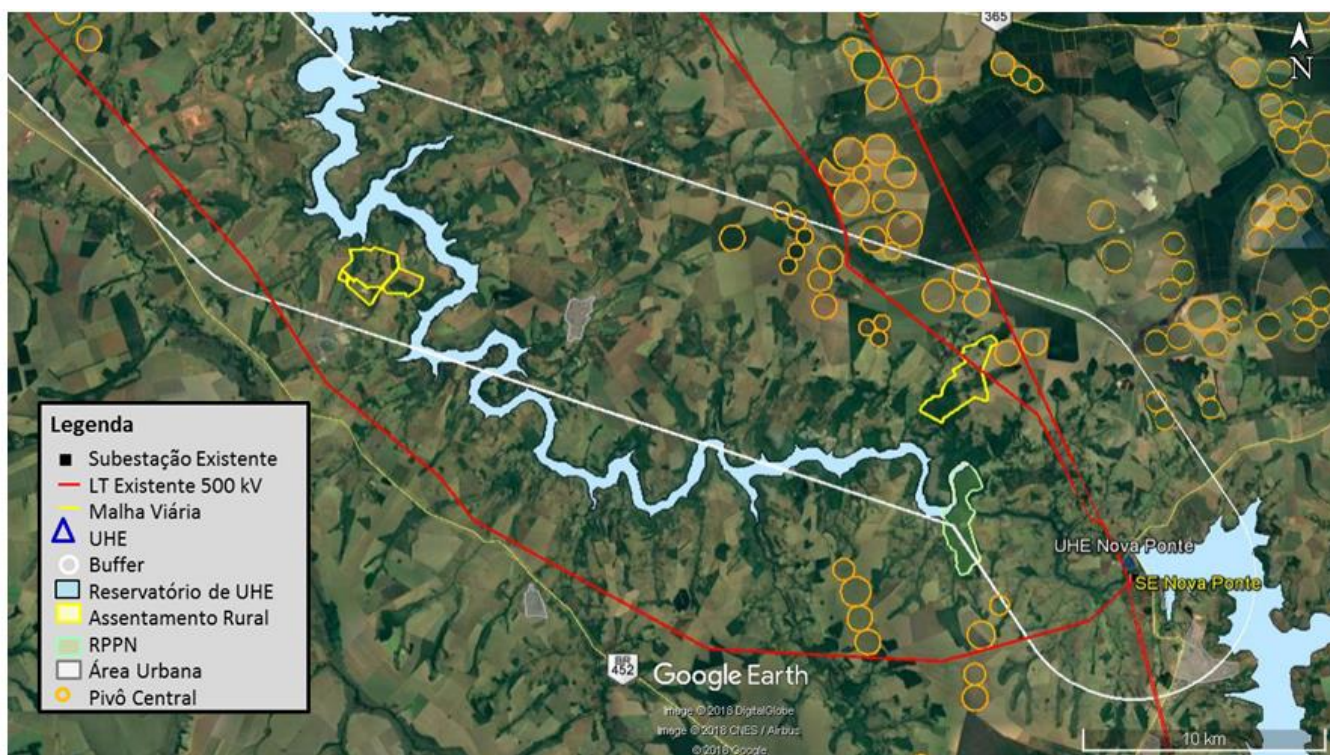 365
N
Legenda
Subestação Existente
LT Existente 500 kV
Malha Viária
UHE
Buffer
Reservatório de UHE
Assentamento Rural
RPPN
Área Urbana
Pivô Central
UHE Nova Ponte
SE Nova Ponte
BR
452
Google Earth
Image © 2018 DigitalGlobe
Image © 2018 CNES / Airbus
© 2018 Google
10 km